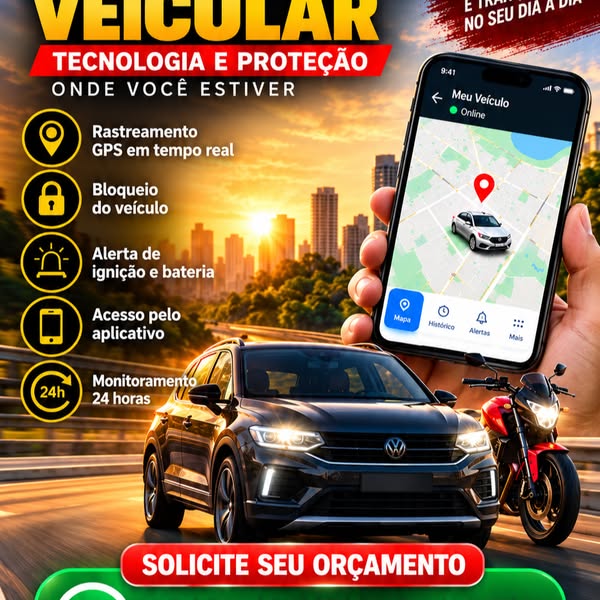 VEICULAR
TECNOLOGIA E PROTEÇÃO
ONDE VOCÊ ESTIVER
NO SEU DIA A DIA
Rastreamento
GPS em tempo real
Bloqueio
do veículo
Alerta de
ignição e bateria
Acesso pelo
aplicativo
24h
Monitoramento
24 horas
9:41
Meu Veículo
Online
Mapa
Histórico
Alertas
Mais
SOLICITE SEU ORÇAMENTO